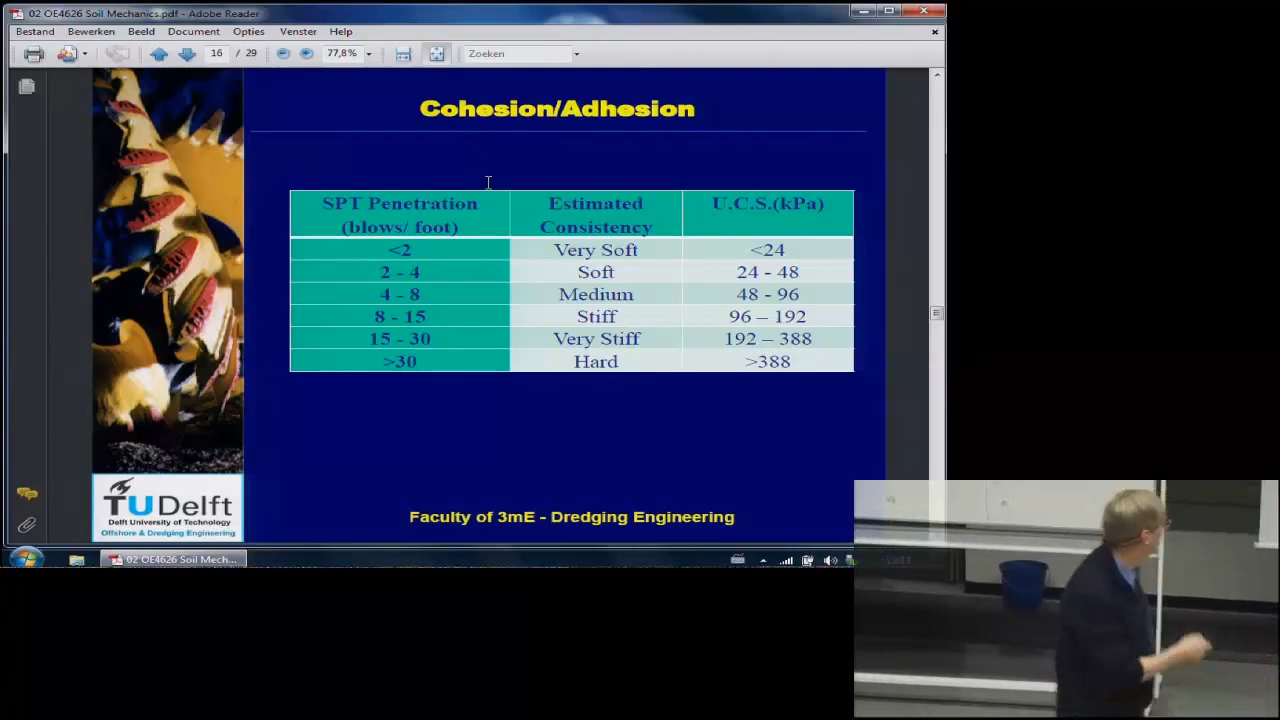 02 OE4626 Soil Mechanics.pdf - Adobe Reader
Bestand Bewerken Beeld Document Opties Venster Help
16 / 29 77,8% Zoeken
Cohesion/Adhesion
SPT Penetration (blows/ foot) Estimated Consistency U.C.S.(kPa)
<2 Very Soft <24
2 - 4 Soft 24 - 48
4 - 8 Medium 48 - 96
8 - 15 Stiff 96 – 192
15 - 30 Very Stiff 192 – 388
>30 Hard >388
TU Delft
Delft University of Technology
Offshore & Dredging Engineering
Faculty of 3mE - Dredging Engineering
02 OE4626 Soil Mech...